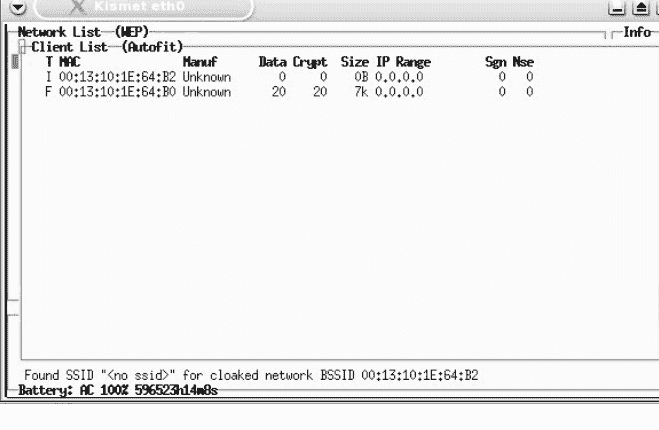 Kismet eth0
Network List—(WEP) Info
Client List—(Autofit)
T MAC Manuf Data Crypt Size IP Range Sgn Nse
I 00:13:10:1E:64:B2 Unknown 0 0 0B 0.0.0.0 0 0
F 00:13:10:1E:64:B0 Unknown 20 20 7k 0.0.0.0 0 0
Found SSID "<no ssid>" for cloaked network BSSID 00:13:10:1E:64:B2
Battery: AC 100% 596523h14m8s